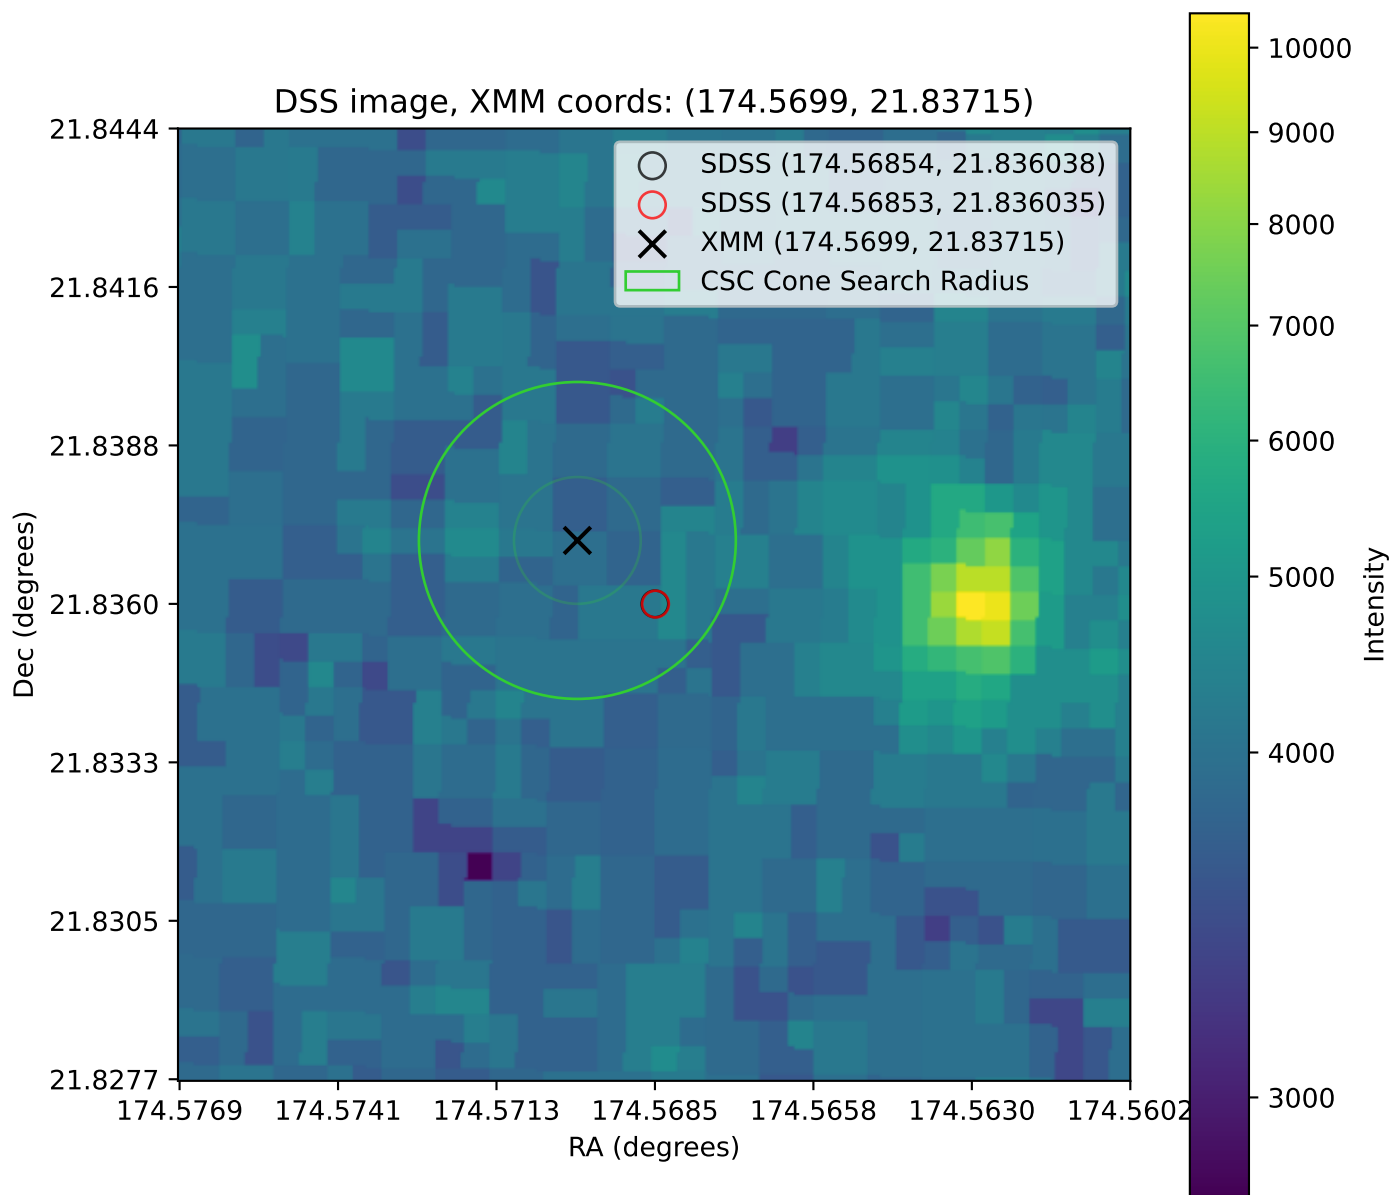 DSS image, XMM coords: (174.5699, 21.83715)
SDSS (174.56854, 21.836038)
SDSS (174.56853, 21.836035)
XMM (174.5699, 21.83715)
CSC Cone Search Radius
21.8444
21.8416
21.8388
21.8360
21.8333
21.8305
21.8277
Dec (degrees)
174.5769 174.5741 174.5713 174.5685 174.5658 174.5630 174.5602
RA (degrees)
10000
9000
8000
7000
6000
5000
4000
3000
Intensity